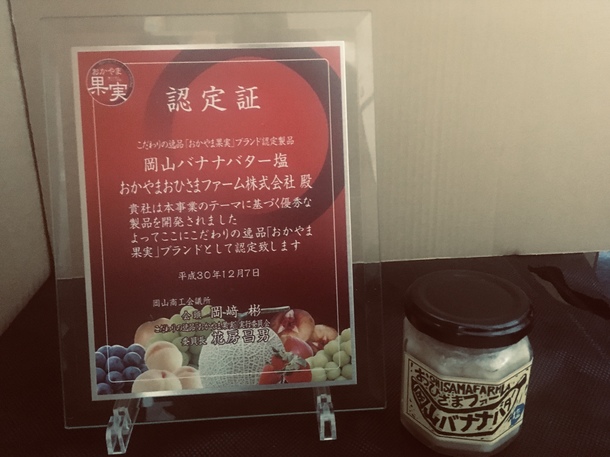 おかやま
果実
認定証
こだわりの逸品「おかやま果実」ブランド認定製品
岡山バナナバター塩
おかやまおひさまファーム株式会社 殿
貴社は本事業のテーマに基づく優秀な
製品を開発されました
よってここにこだわりの逸品「おかやま
果実」ブランドとして認定致します
平成30年12月7日
岡山商工会議所
会頭 岡﨑 彬
委員長 花房昌男
OHISAMAFARM
おひさまファ
岡山バナナバタ